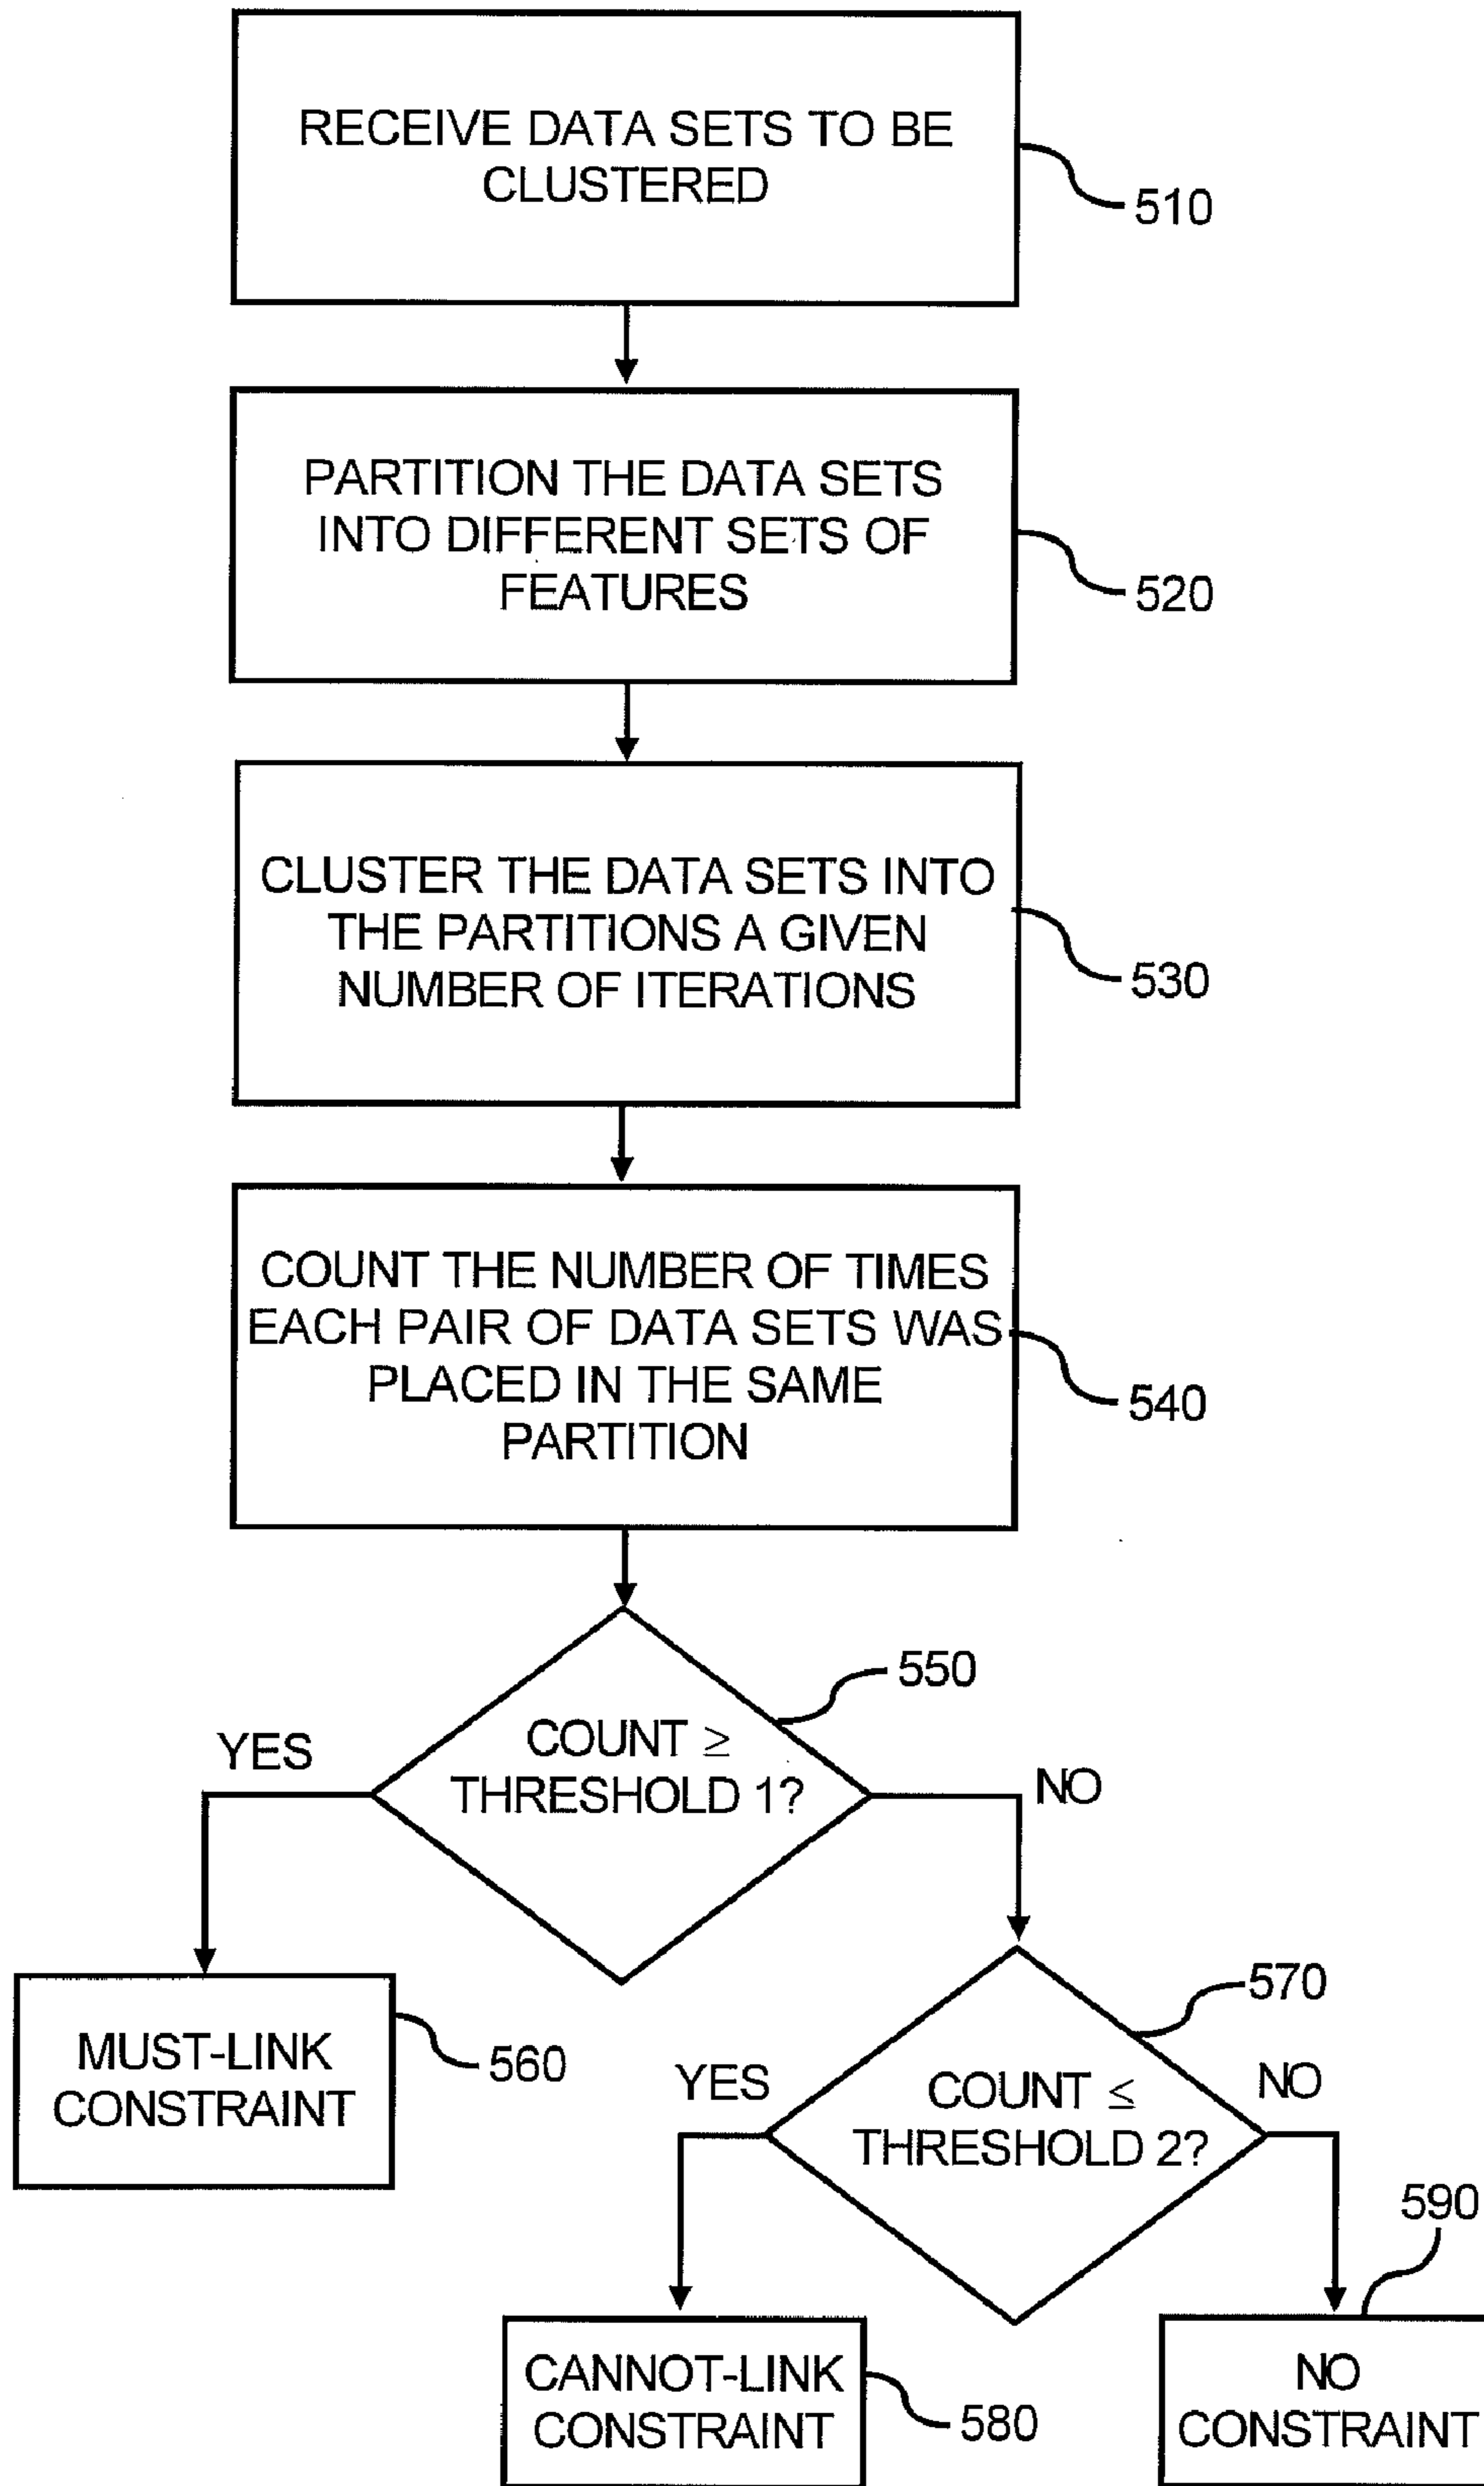 RECEIVE DATA SETS TO BE
CLUSTERED
510
PARTITION THE DATA SETS
INTO DIFFERENT SETS OF
FEATURES
520
CLUSTER THE DATA SETS INTO
THE PARTITIONS A GIVEN
NUMBER OF ITERATIONS
530
COUNT THE NUMBER OF TIMES
EACH PAIR OF DATA SETS WAS
PLACED IN THE SAME
PARTITION
540
550
COUNT ≥
THRESHOLD 1?
YES
NO
MUST-LINK
CONSTRAINT
560
570
COUNT ≤
THRESHOLD 2?
YES
NO
CANNOT-LINK
CONSTRAINT
580
590
NO
CONSTRAINT